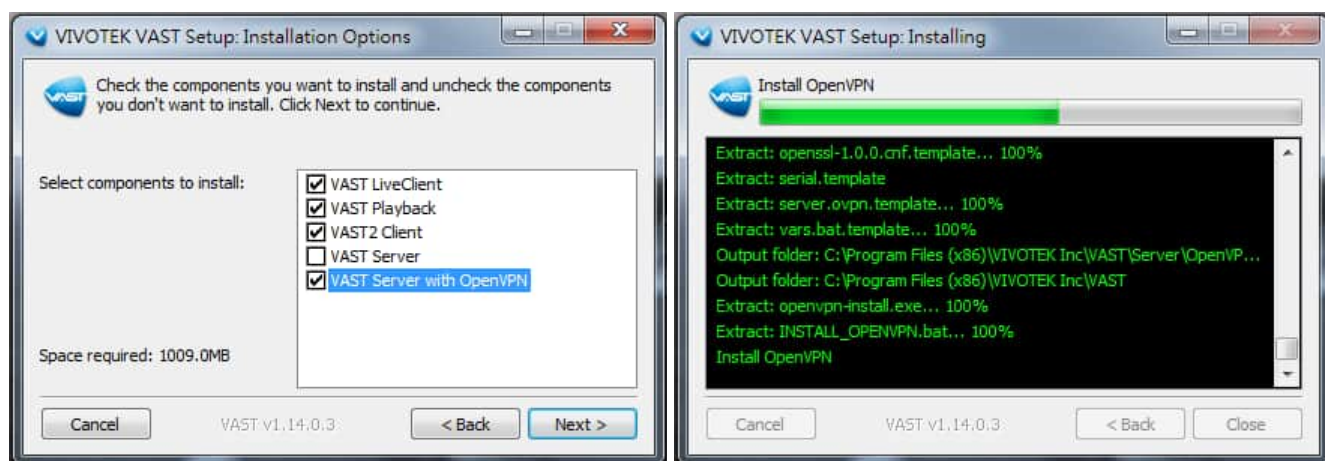 VIVOTEK VAST Setup: Installation Options
VAST
Check the components you want to install and uncheck the components
you don't want to install. Click Next to continue.
Select components to install:
VAST LiveClient
VAST Playback
VAST2 Client
VAST Server
VAST Server with OpenVPN
Space required: 1009.0MB
Cancel
VAST v1.14.0.3
< Back
Next >
VIVOTEK VAST Setup: Installing
VAST
Install OpenVPN
Extract: openssl-1.0.0.cnf.template... 100%
Extract: serial.template
Extract: server.ovpn.template... 100%
Extract: vars.bat.template... 100%
Output folder: C:\Program Files (x86)\VIVOTEK Inc\VAST\Server\OpenVP...
Output folder: C:\Program Files (x86)\VIVOTEK Inc\VAST
Extract: openvpn-install.exe... 100%
Extract: INSTALL_OPENVPN.bat... 100%
Install OpenVPN
Cancel
VAST v1.14.0.3
< Back
Close